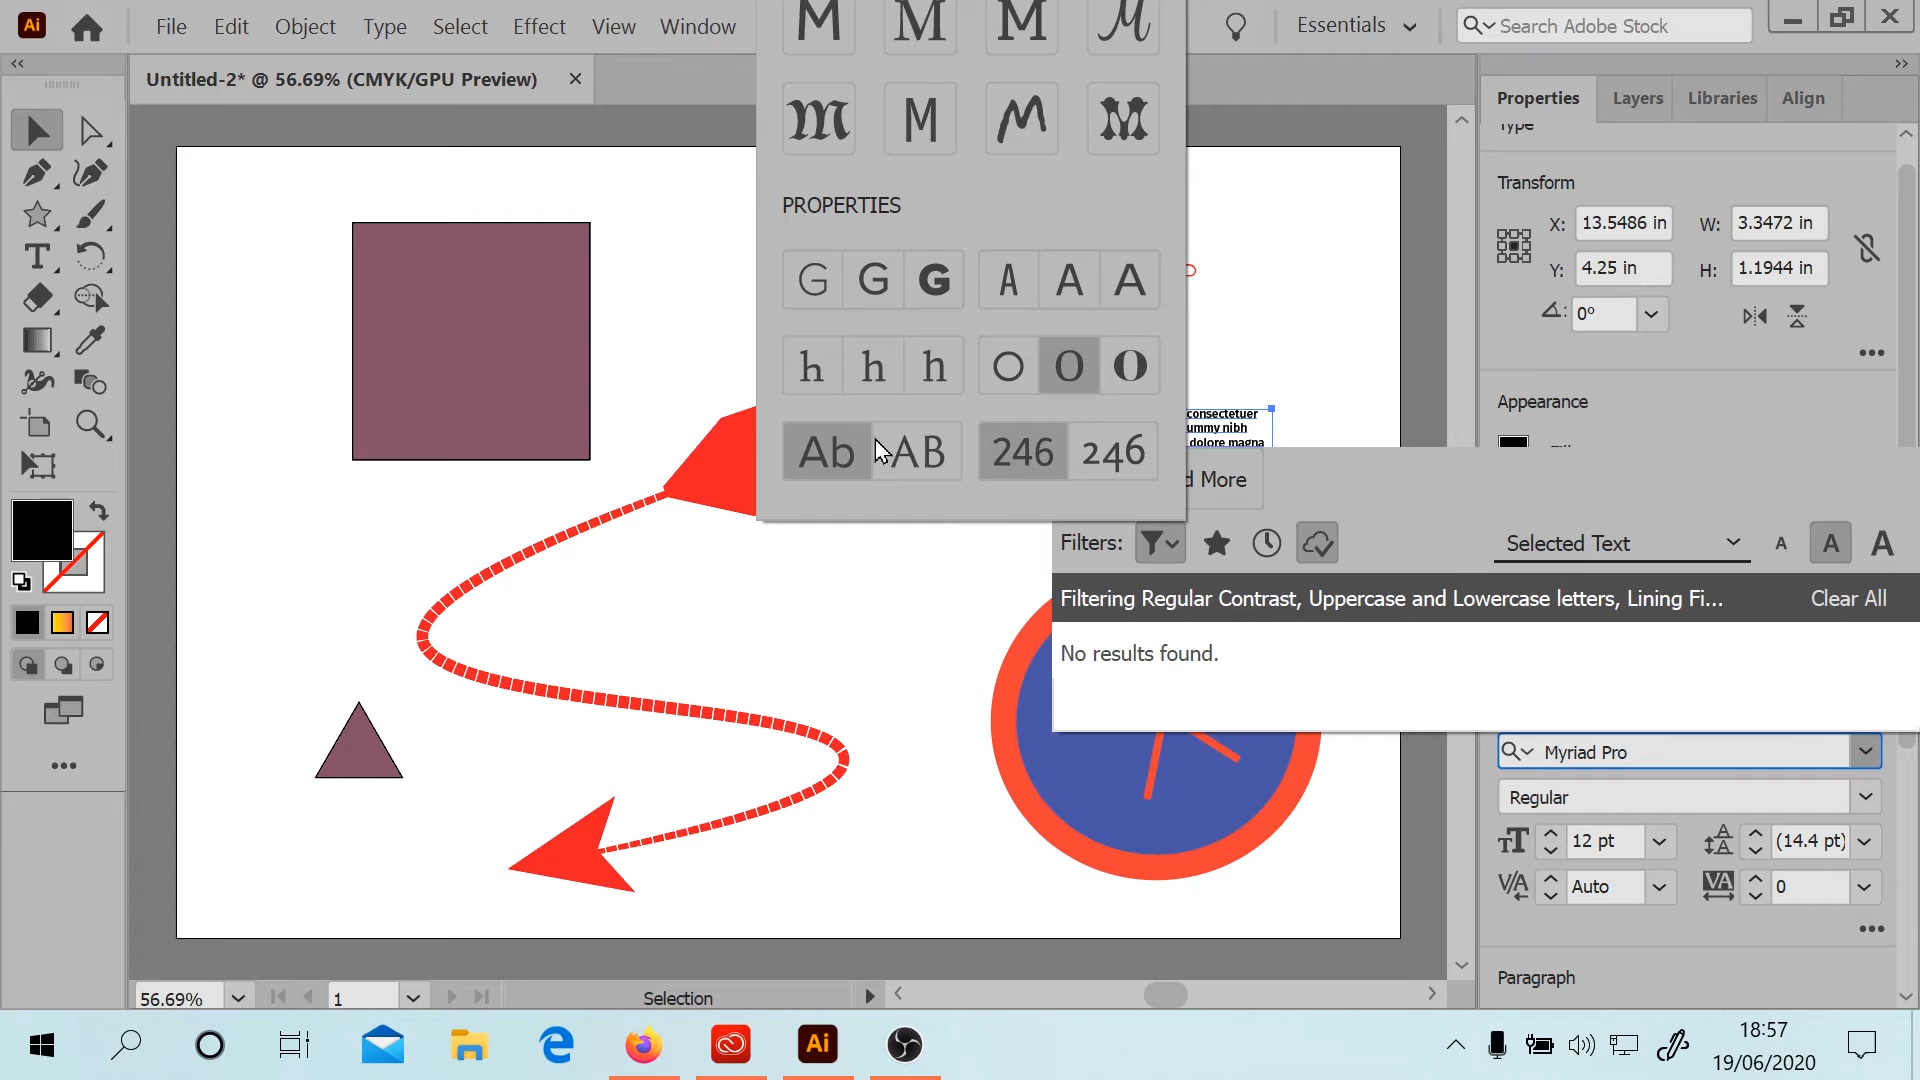 Ai File Edit Object Type Select Effect View Window Essentials Search Adobe Stock
Untitled-2* @ 56.69% (CMYK/GPU Preview)
M M M M
M M M M
PROPERTIES
G G G A A A
h h h O O O
Ab AB 246 246
consectetuer
ummy nibh
dolore magna
d More
Filters: Selected Text A A A
Filtering Regular Contrast, Uppercase and Lowercase letters, Lining Fi... Clear All
No results found.
Properties Layers Libraries Align
Type
Transform
X: 13.5486 in W: 3.3472 in
Y: 4.25 in H: 1.1944 in
0°
Appearance
Myriad Pro
Regular
12 pt (14.4 pt)
Auto 0
Paragraph
56.69% 1 Selection
Ai
18:57
19/06/2020